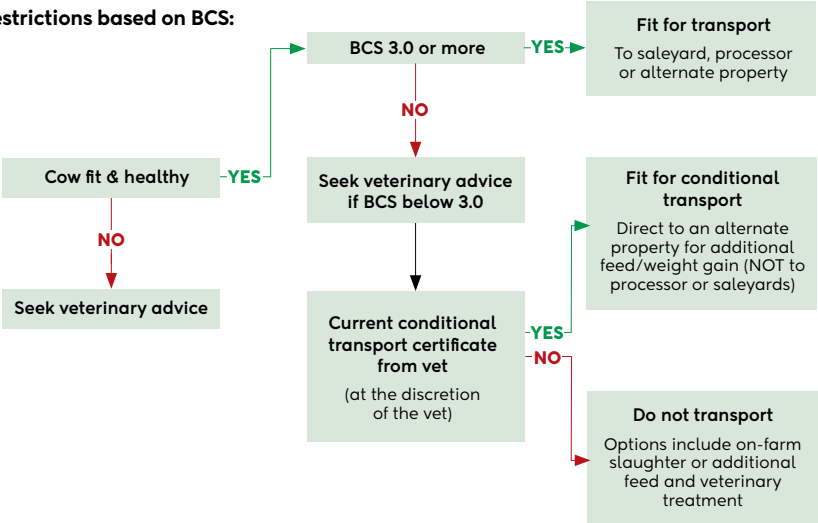 estrictions based on BCS:
BCS 3.0 or more
YES
Fit for transport
To saleyard, processor
or alternate property
NO
Cow fit & healthy
YES
Seek veterinary advice
if BCS below 3.0
Fit for conditional
transport
Direct to an alternate
property for additional
feed/weight gain (NOT to
processor or saleyards)
NO
Seek veterinary advice
Current conditional
transport certificate
from vet
(at the discretion
of the vet)
YES
NO
Do not transport
Options include on-farm
slaughter or additional
feed and veterinary
treatment